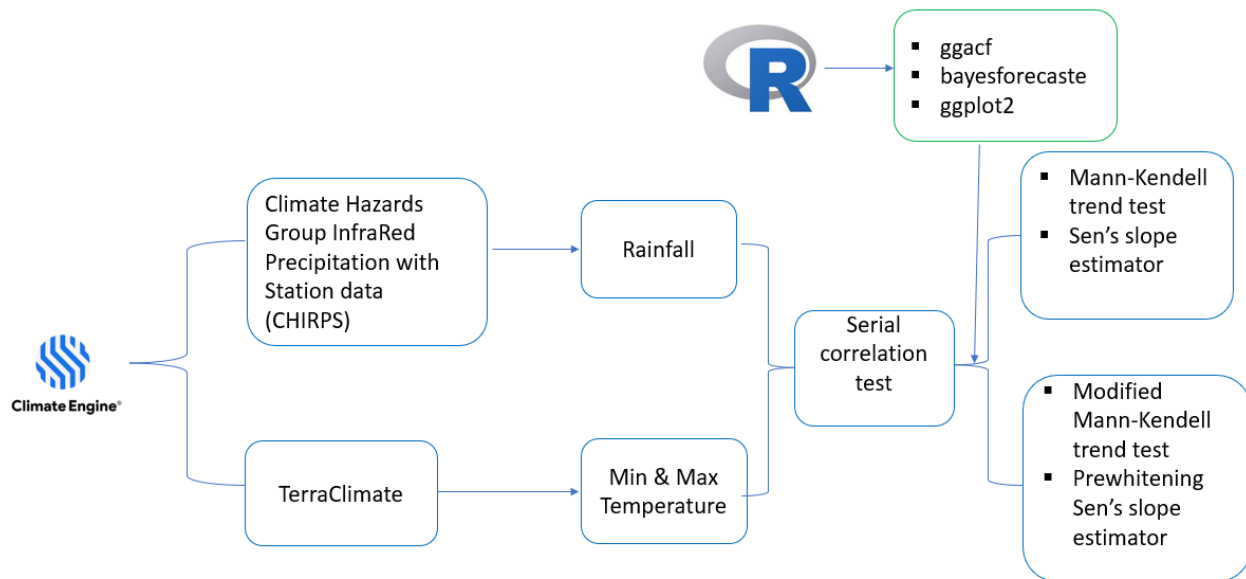 R
ggacf
bayesforecaste
ggplot2
Climate Hazards
Group InfraRed
Precipitation with
Station data
(CHIRPS)
Rainfall
Mann-Kendell
trend test
Sen’s slope
estimator
Serial
correlation
test
Climate Engine®
TerraClimate
Min & Max
Temperature
Modified
Mann-Kendell
trend test
Prewhitening
Sen’s slope
estimator